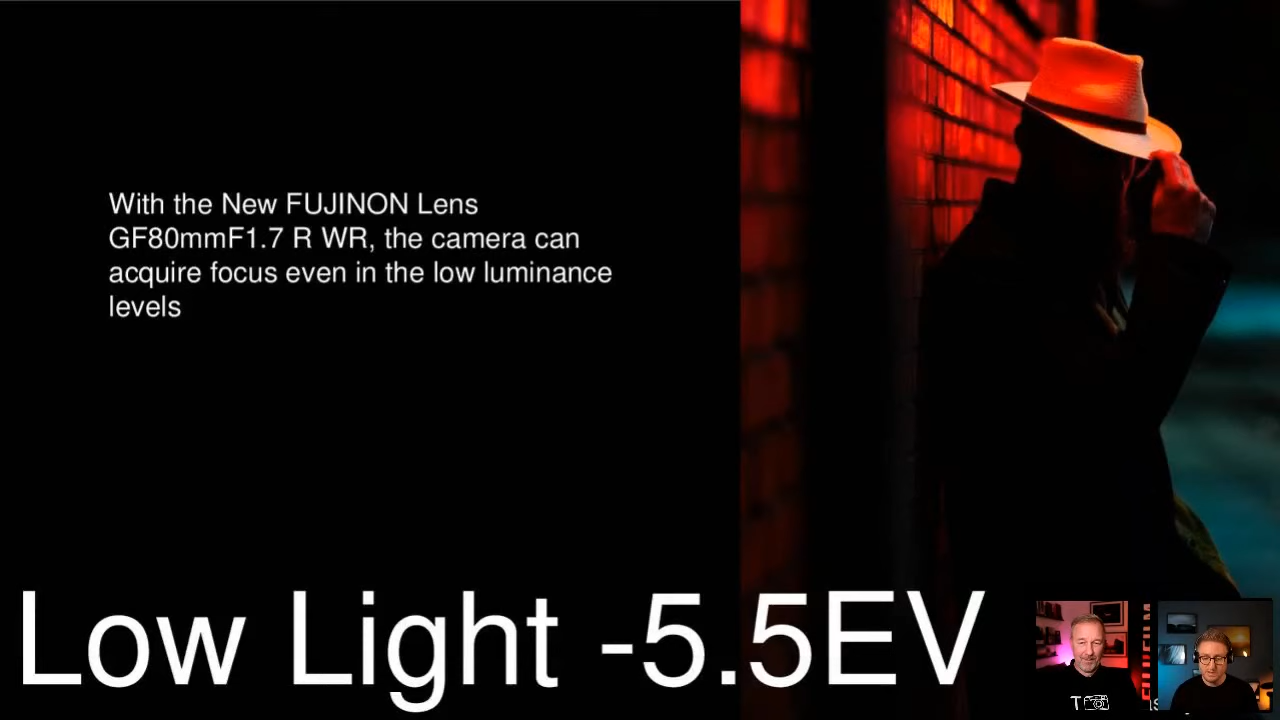 With the New FUJINON Lens
GF80mmF1.7 R WR, the camera can
acquire focus even in the low luminance
levels
Low Light -5.5EV